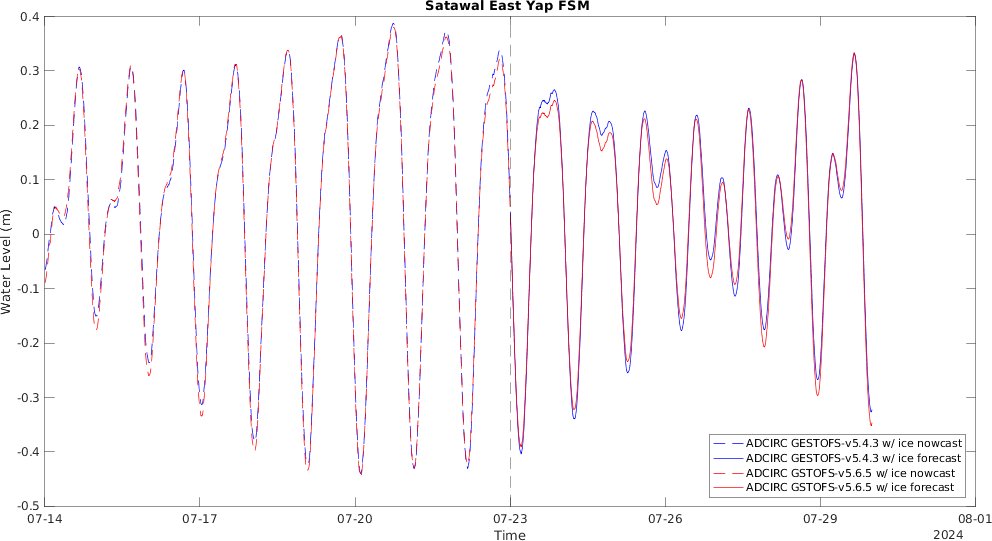 Satawal East Yap FSM
0.4
0.3
0.2
0.1
0
-0.1
-0.2
-0.3
-0.4
-0.5
Water Level (m)
ADCIRC GESTOFS-v5.4.3 w/ ice nowcast
ADCIRC GESTOFS-v5.4.3 w/ ice forecast
ADCIRC GSTOFS-v5.6.5 w/ ice nowcast
ADCIRC GSTOFS-v5.6.5 w/ ice forecast
07-14 07-17 07-20 07-23 07-26 07-29 08-01
Time
2024